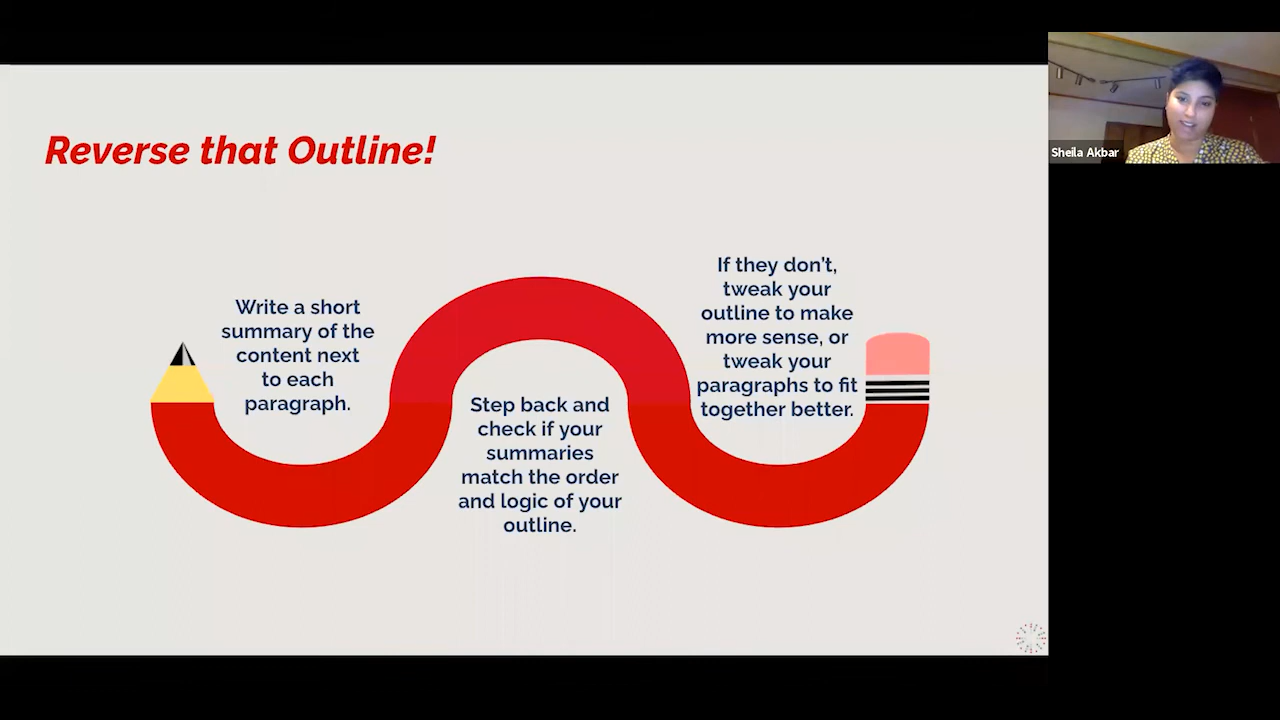 Reverse that Outline!
Write a short
summary of the
content next
to each
paragraph.
Step back and
check if your
summaries
match the order
and logic of your
outline.
If they don't,
tweak your
outline to make
more sense, or
tweak your
paragraphs to fit
together better.
Sheila Akbar